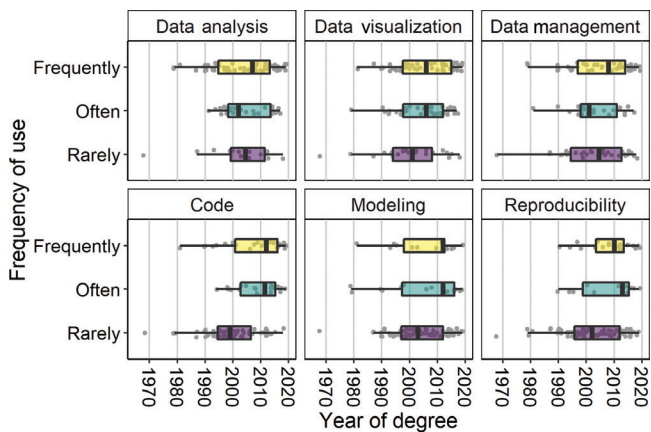 Data analysis
Data visualization
Data management
Frequently
Often
Rarely
Code
Modeling
Reproducibility
Frequently
Often
Rarely
Frequency of use
1970
1980
1990
2000
2010
2020
1970
1980
1990
2000
2010
2020
1970
1980
1990
2000
2010
2020
Year of degree